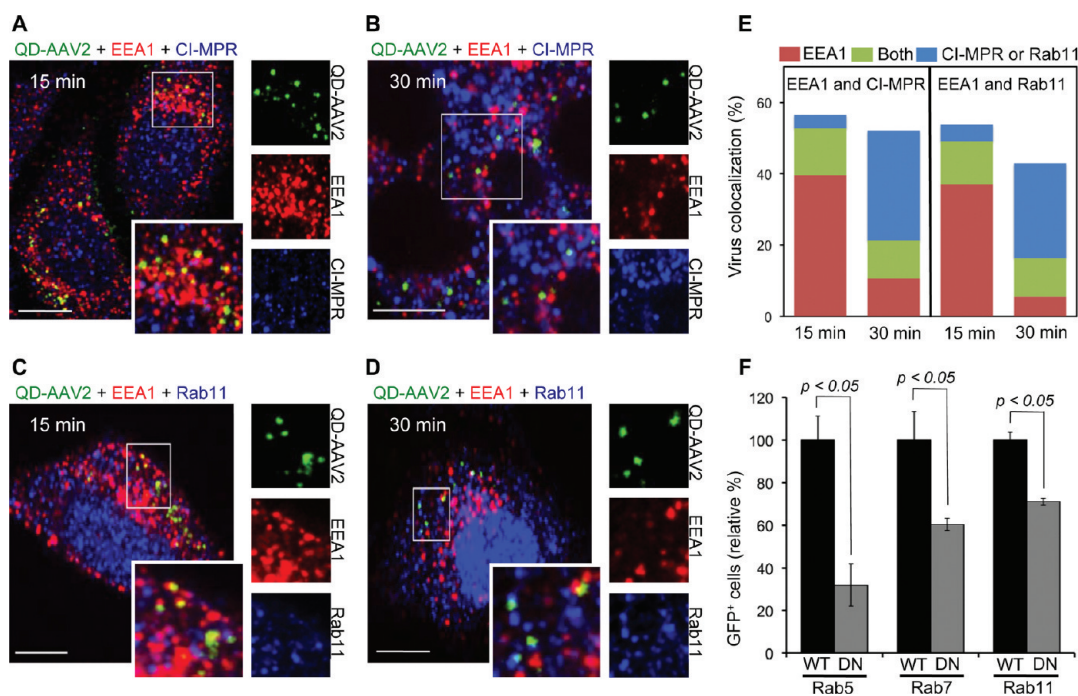 A
QD-AAV2 + EEA1 + CI-MPR
15 min
QD-AAV2
EEA1
CI-MPR
B
QD-AAV2 + EEA1 + CI-MPR
30 min
QD-AAV2
EEA1
CI-MPR
C
QD-AAV2 + EEA1 + Rab11
15 min
QD-AAV2
EEA1
Rab11
D
QD-AAV2 + EEA1 + Rab11
30 min
QD-AAV2
EEA1
Rab11
E
EEA1 Both CI-MPR or Rab11
EEA1 and CI-MPR EEA1 and Rab11
Virus colocalization (%)
60
40
20
0
15 min 30 min 15 min 30 min
F
p < 0.05 p < 0.05 p < 0.05
GFP⁺ cells (relative %)
120
100
80
60
40
20
0
WT DN WT DN WT DN
Rab5 Rab7 Rab11